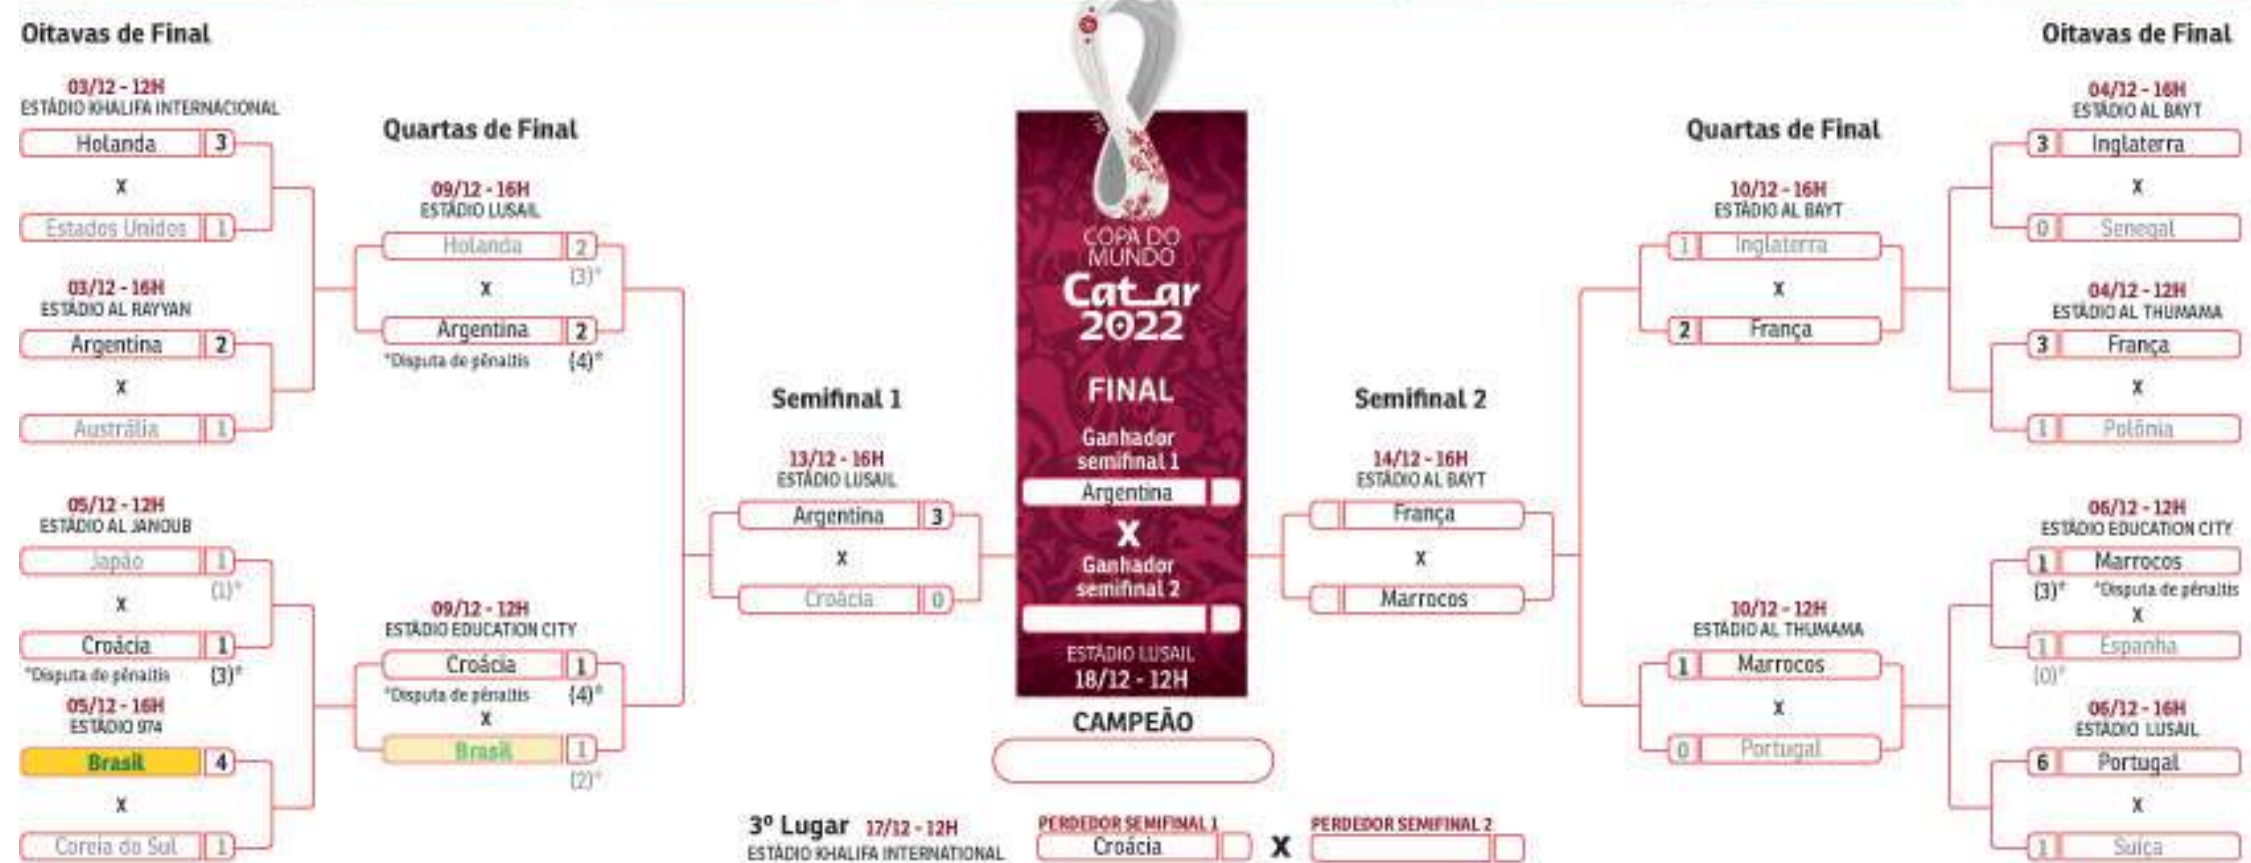 Oitavas de Final
03/12 - 12H
ESTÁDIO KHALIFA INTERNACIONAL
Holanda 3
X
Estados Unidos 1
03/12 - 16H
ESTÁDIO AL RAYYAN
Argentina 2
X
Austrália 1
05/12 - 12H
ESTÁDIO AL JANOUB
Japão 1
(1)*
X
Croácia 1
*Disputa de pênaltis (3)*
05/12 - 16H
ESTÁDIO 974
Brasil 4
X
Coreia do Sul 1
Quartas de Final
09/12 - 16H
ESTÁDIO LUSAIL
Holanda 2
(3)*
X
Argentina 2
*Disputa de pênaltis (4)*
09/12 - 12H
ESTÁDIO EDUCATION CITY
Croácia 1
*Disputa de pênaltis (4)*
X
Brasil 1
(2)*
Semifinal 1
13/12 - 16H
ESTÁDIO LUSAIL
Argentina 3
X
Croácia 0
COPA DO
MUNDO
Catar
2022
FINAL
Ganhador
semifinal 1
Argentina
X
Ganhador
semifinal 2
ESTÁDIO LUSAIL
18/12 - 12H
CAMPEÃO
3º Lugar 17/12 - 12H
ESTÁDIO KHALIFA INTERNATIONAL
PERDEDOR SEMIFINAL 1
Croácia
X
PERDEDOR SEMIFINAL 2
Semifinal 2
14/12 - 16H
ESTÁDIO AL BAYT
França
X
Marrocos
Quartas de Final
10/12 - 16H
ESTÁDIO AL BAYT
1 Inglaterra
X
2 França
10/12 - 12H
ESTÁDIO AL THUMAMA
1 Marrocos
X
0 Portugal
Oitavas de Final
04/12 - 16H
ESTÁDIO AL BAYT
3 Inglaterra
X
0 Senegal
04/12 - 12H
ESTÁDIO AL THUMAMA
3 França
X
1 Polônia
06/12 - 12H
ESTÁDIO EDUCATION CITY
1 Marrocos
(3)* *Disputa de pênaltis
X
1 Espanha
(0)*
06/12 - 16H
ESTÁDIO LUSAIL
6 Portugal
X
1 Suíça